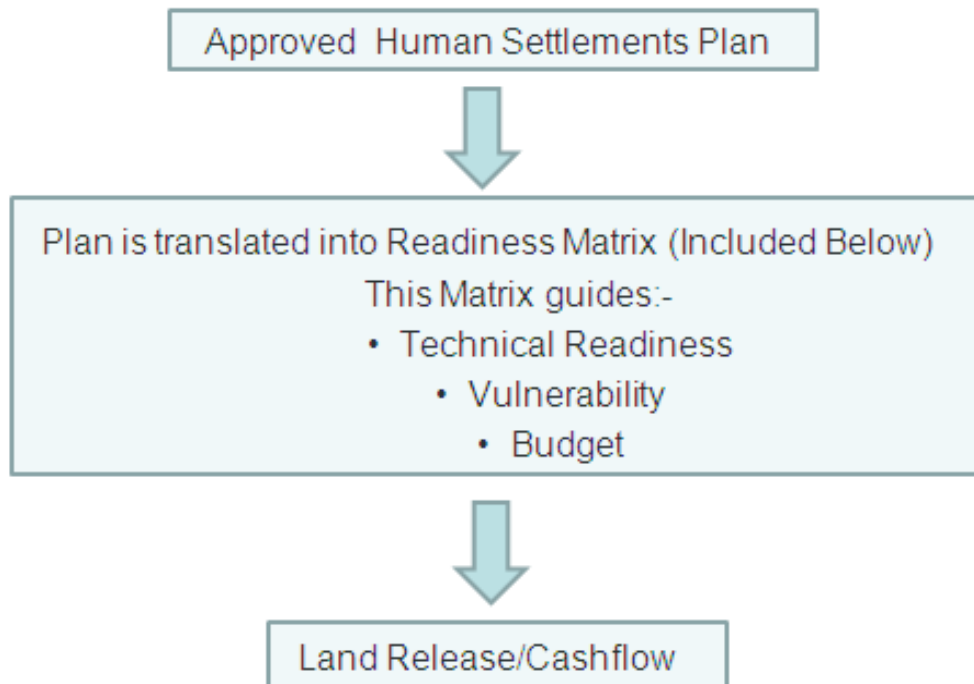 Approved Human Settlements Plan
Plan is translated into Readiness Matrix (Included Below)
This Matrix guides:-
• Technical Readiness
• Vulnerability
• Budget
Land Release/Cashflow